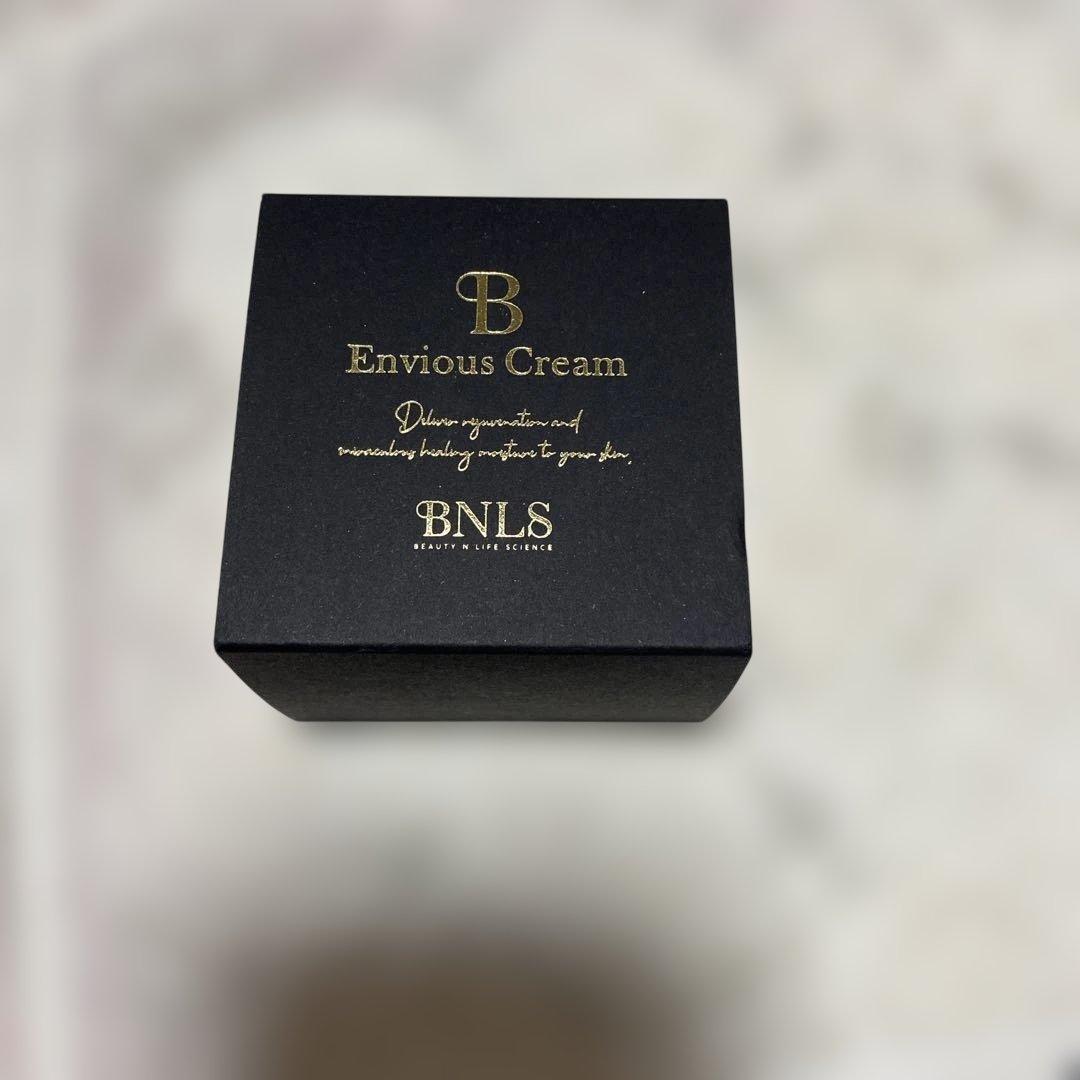 B
Envious Cream
Deliver rejuvenation and
miraculous healing moisture to your skin.
BNLS
BEAUTY N LIFE SCIENCE